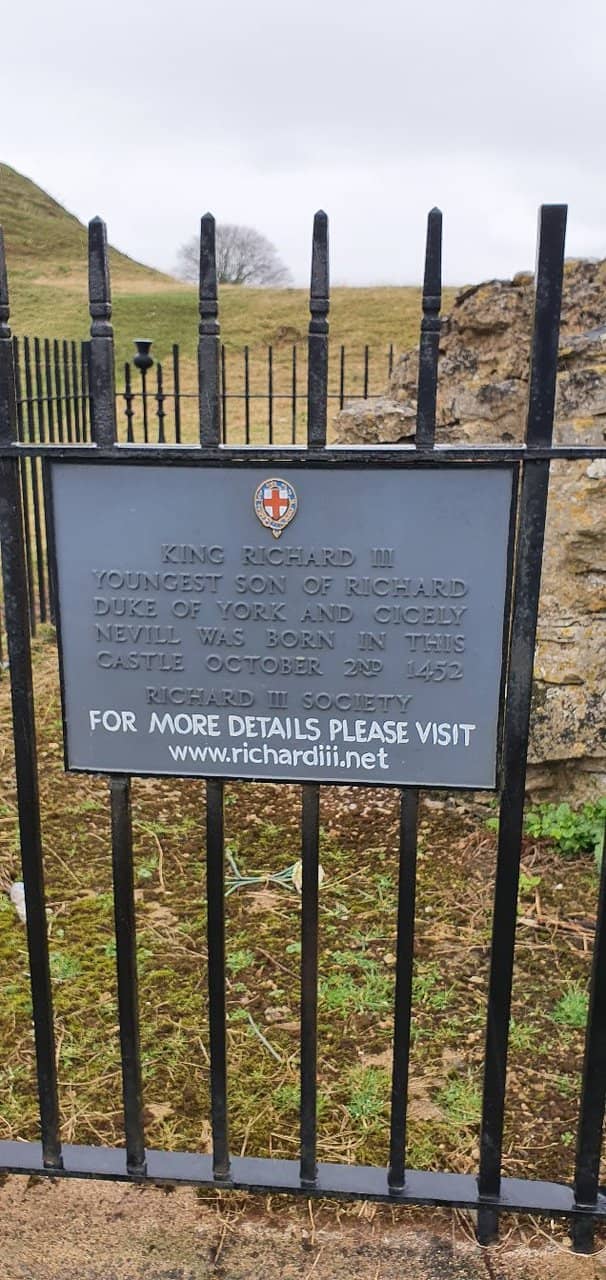 KING RICHARD III
YOUNGEST SON OF RICHARD
DUKE OF YORK AND CICELY
NEVILL WAS BORN IN THIS
CASTLE OCTOBER 2ND 1452
RICHARD III SOCIETY
FOR MORE DETAILS PLEASE VISIT
www.richardiii.net